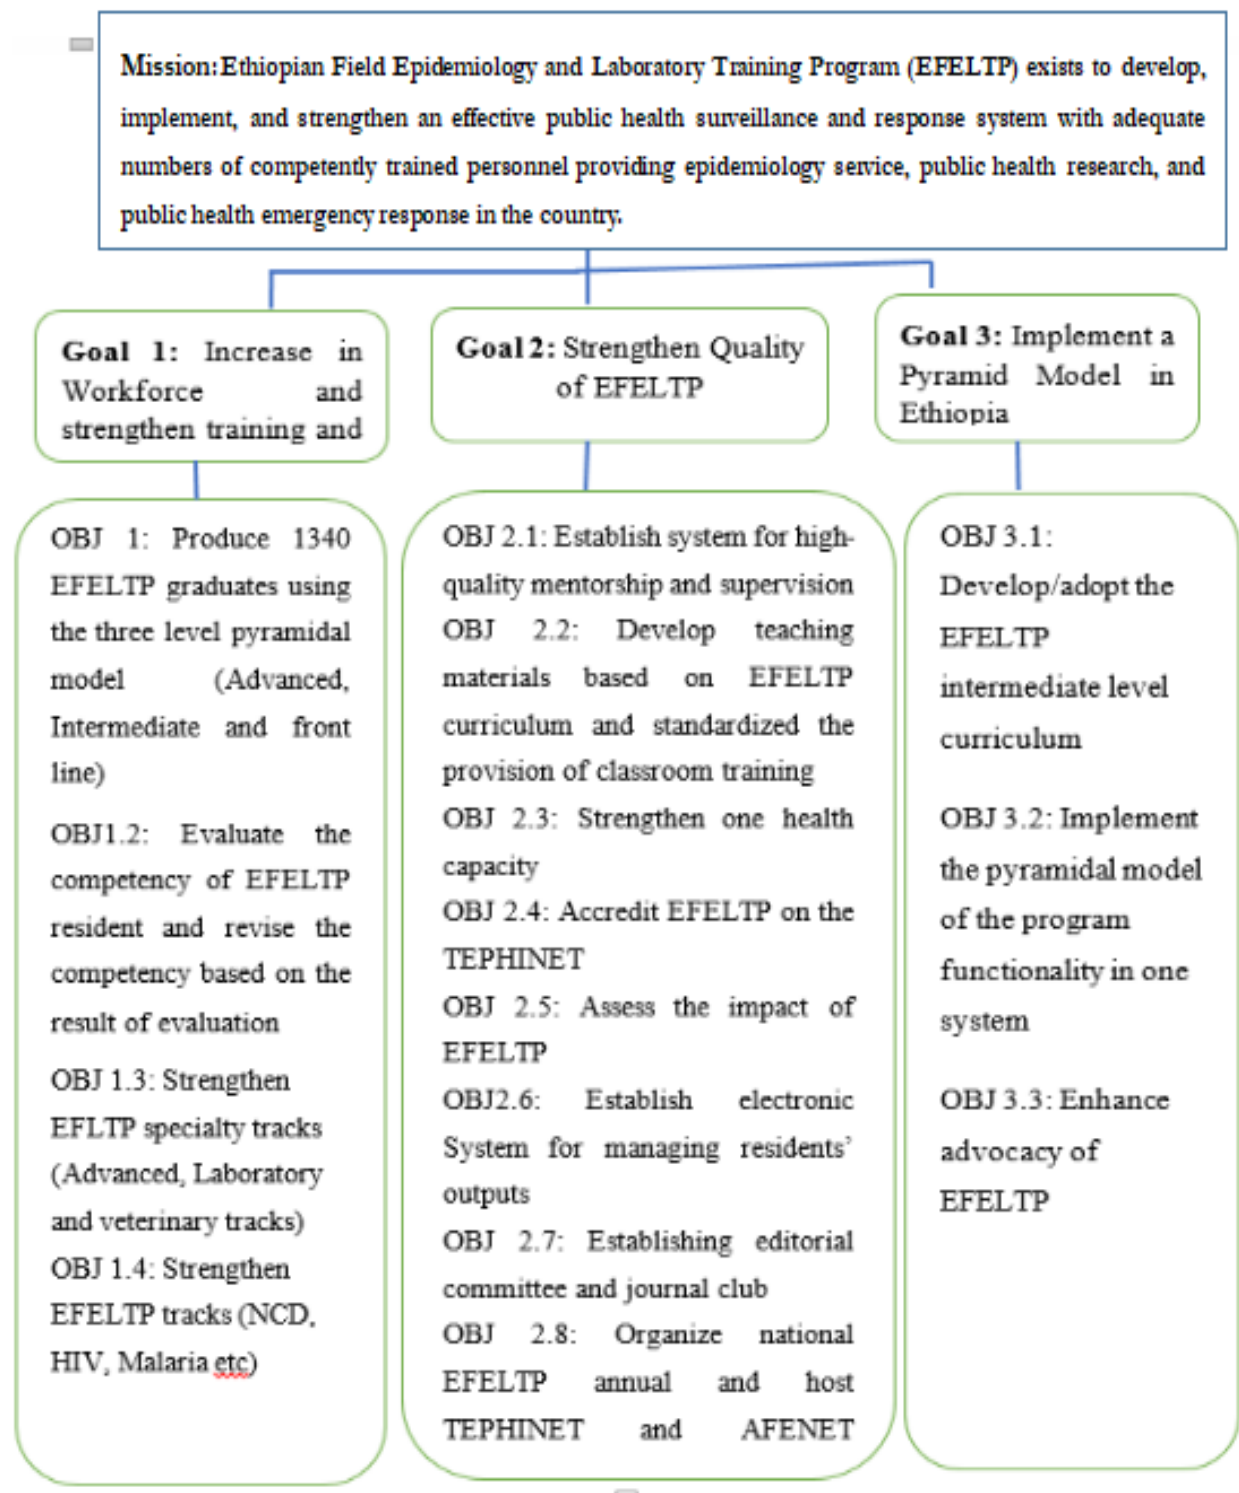 Mission: Ethiopian Field Epidemiology and Laboratory Training Program (EFELTP) exists to develop,
implement, and strengthen an effective public health surveillance and response system with adequate
numbers of competently trained personnel providing epidemiology service, public health research, and
public health emergency response in the country.
Goal 1: Increase in
Workforce and
strengthen training and
Goal 2: Strengthen Quality
of EFELTP
Goal 3: Implement a
Pyramid Model in
Ethiopia
OBJ 1: Produce 1340
EFELTP graduates using
the three level pyramidal
model (Advanced,
Intermediate and front
line)
OBJ1.2: Evaluate the
competency of EFELTP
resident and revise the
competency based on the
result of evaluation
OBJ 1.3: Strengthen
EFLTP specialty tracks
(Advanced, Laboratory
and veterinary tracks)
OBJ 1.4: Strengthen
EFELTP tracks (NCD,
HIV, Malaria etc)
OBJ 2.1: Establish system for high-
quality mentorship and supervision
OBJ 2.2: Develop teaching
materials based on EFELTP
curriculum and standardized the
provision of classroom training
OBJ 2.3: Strengthen one health
capacity
OBJ 2.4: Accredit EFELTP on the
TEPHINET
OBJ 2.5: Assess the impact of
EFELTP
OBJ2.6: Establish electronic
System for managing residents’
outputs
OBJ 2.7: Establishing editorial
committee and journal club
OBJ 2.8: Organize national
EFELTP annual and host
TEPHINET and AFENET
OBJ 3.1:
Develop/adopt the
EFELTP
intermediate level
curriculum
OBJ 3.2: Implement
the pyramidal model
of the program
functionality in one
system
OBJ 3.3: Enhance
advocacy of
EFELTP